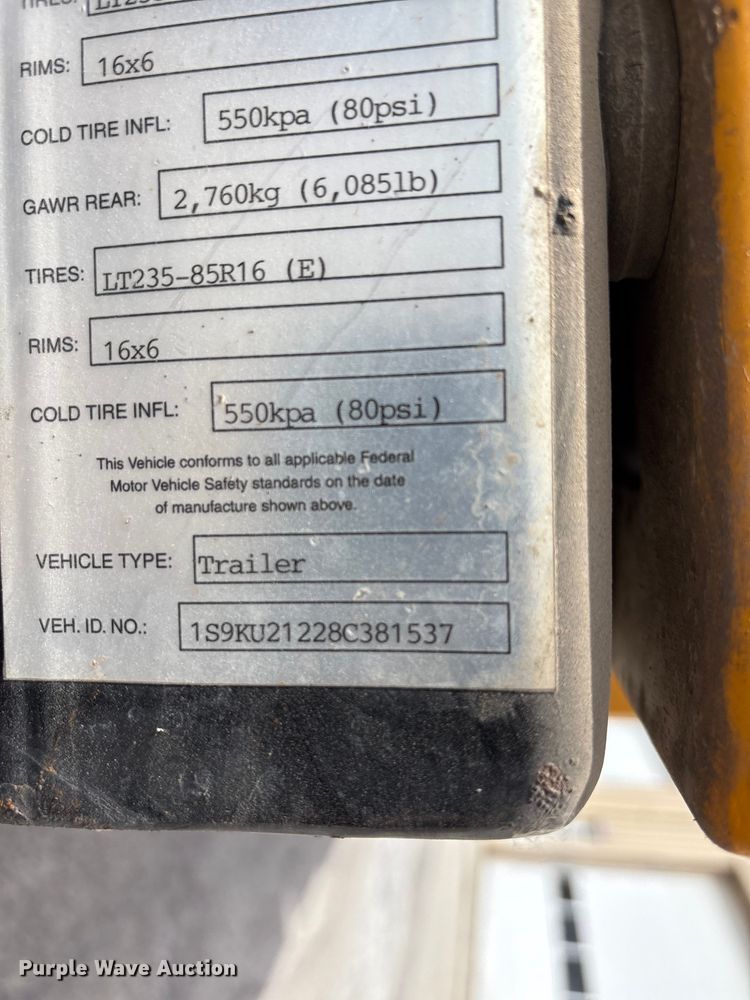 RIMS: 16x6
COLD TIRE INFL: 550kpa (80psi)
GAWR REAR: 2,760kg (6,085lb)
TIRES: LT235-85R16 (E)
RIMS: 16x6
COLD TIRE INFL: 550kpa (80psi)
This Vehicle conforms to all applicable Federal
Motor Vehicle Safety standards on the date
of manufacture shown above.
VEHICLE TYPE: Trailer
VEH. ID. NO.: 1S9KU21228C381537
Purple Wave Auction